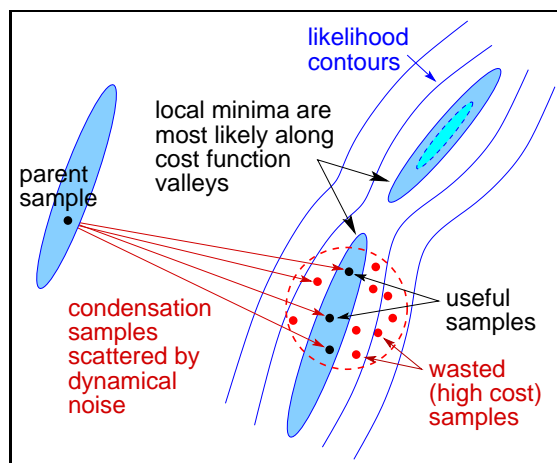 likelihood
contours
local minima are
most likely along
cost function
valleys
parent
sample
condensation
samples
scattered by
dynamical
noise
useful
samples
wasted
(high cost)
samples